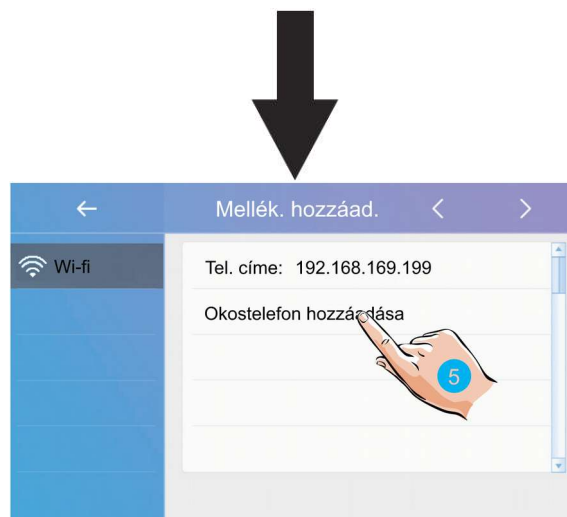 Mellék. hozzáad.
Wi-fi
Tel. címe: 192.168.169.199
Okostelefon hozzáadása
5